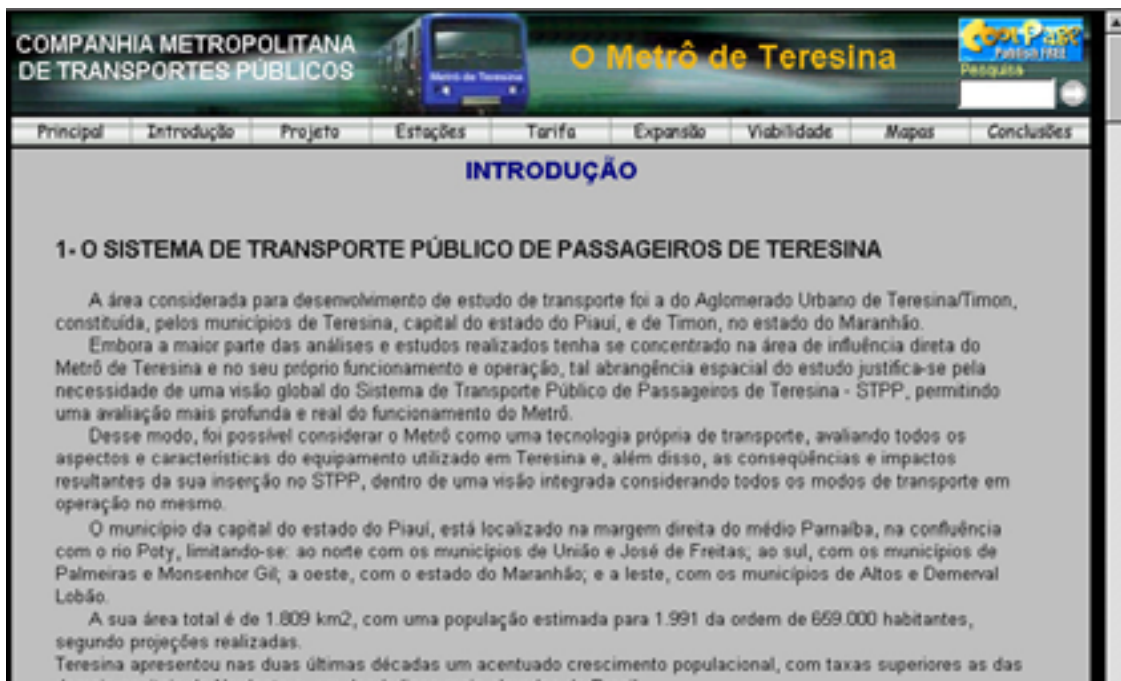 COMPANHIA METROPOLITANA
DE TRANSPORTES PÚBLICOS
Metrô de Teresina
O Metrô de Teresina
Cool Page
Publish FREE
Pesquisa
Principal Introdução Projeto Estações Tarifa Expansão Viabilidade Mapas Conclusões
INTRODUÇÃO
1- O SISTEMA DE TRANSPORTE PÚBLICO DE PASSAGEIROS DE TERESINA
A área considerada para desenvolvimento de estudo de transporte foi a do Aglomerado Urbano de Teresina/Timon,
constituída, pelos municípios de Teresina, capital do estado do Piauí, e de Timon, no estado do Maranhão.
Embora a maior parte das análises e estudos realizados tenha se concentrado na área de influência direta do
Metrô de Teresina e no seu próprio funcionamento e operação, tal abrangência espacial do estudo justifica-se pela
necessidade de uma visão global do Sistema de Transporte Público de Passageiros de Teresina - STPP, permitindo
uma avaliação mais profunda e real do funcionamento do Metrô.
Desse modo, foi possível considerar o Metrô como uma tecnologia própria de transporte, avaliando todos os
aspectos e características do equipamento utilizado em Teresina e, além disso, as conseqüências e impactos
resultantes da sua inserção no STPP, dentro de uma visão integrada considerando todos os modos de transporte em
operação no mesmo.
O município da capital do estado do Piauí, está localizado na margem direita do médio Parnaíba, na confluência
com o rio Poty, limitando-se: ao norte com os municípios de União e José de Freitas; ao sul, com os municípios de
Palmeiras e Monsenhor Gil; a oeste, com o estado do Maranhão; e a leste, com os municípios de Altos e Demerval
Lobão.
A sua área total é de 1.809 km2, com uma população estimada para 1.991 da ordem de 659.000 habitantes,
segundo projeções realizadas.
Teresina apresentou nas duas últimas décadas um acentuado crescimento populacional, com taxas superiores as das